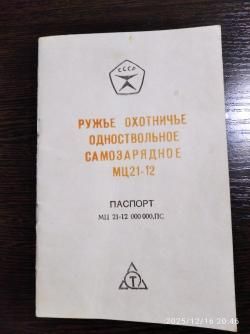 СССР
РУЖЬЕ ОХОТНИЧЬЕ
ОДНОСТВОЛЬНОЕ
САМОЗАРЯДНОЕ
МЦ21-12
ПАСПОРТ
МЦ 21-12 000 000.ПС
Т
2025/12/16 20:46